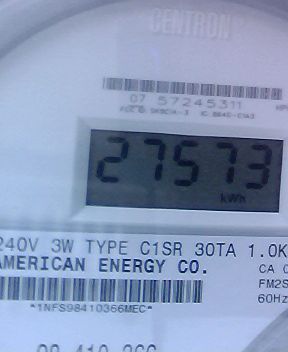 CENTRON
07 57245311
27573
kWh
240V 3W TYPE C1SR 30TA 1.0K
AMERICAN ENERGY CO.
CA
FM2S
60Hz
*1NFS98410366MEC*